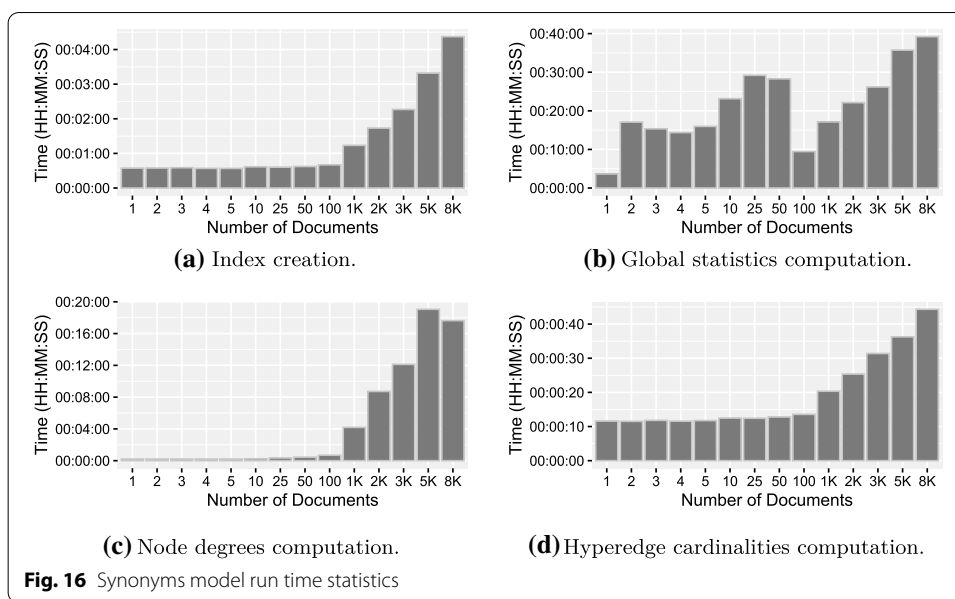 Time (HH:MM:SS)
00:04:00
00:03:00
00:02:00
00:01:00
00:00:00
1 2 3 4 5 10 25 50 100 1K 2K 3K 5K 8K
Number of Documents
(a) Index creation.
Time (HH:MM:SS)
00:40:00
00:30:00
00:20:00
00:10:00
00:00:00
1 2 3 4 5 10 25 50 100 1K 2K 3K 5K 8K
Number of Documents
(b) Global statistics computation.
Time (HH:MM:SS)
00:20:00
00:16:00
00:12:00
00:08:00
00:04:00
00:00:00
1 2 3 4 5 10 25 50 100 1K 2K 3K 5K 8K
Number of Documents
(c) Node degrees computation.
Time (HH:MM:SS)
00:00:40
00:00:30
00:00:20
00:00:10
00:00:00
1 2 3 4 5 10 25 50 100 1K 2K 3K 5K 8K
Number of Documents
(d) Hyperedge cardinalities computation.
Fig. 16 Synonyms model run time statistics